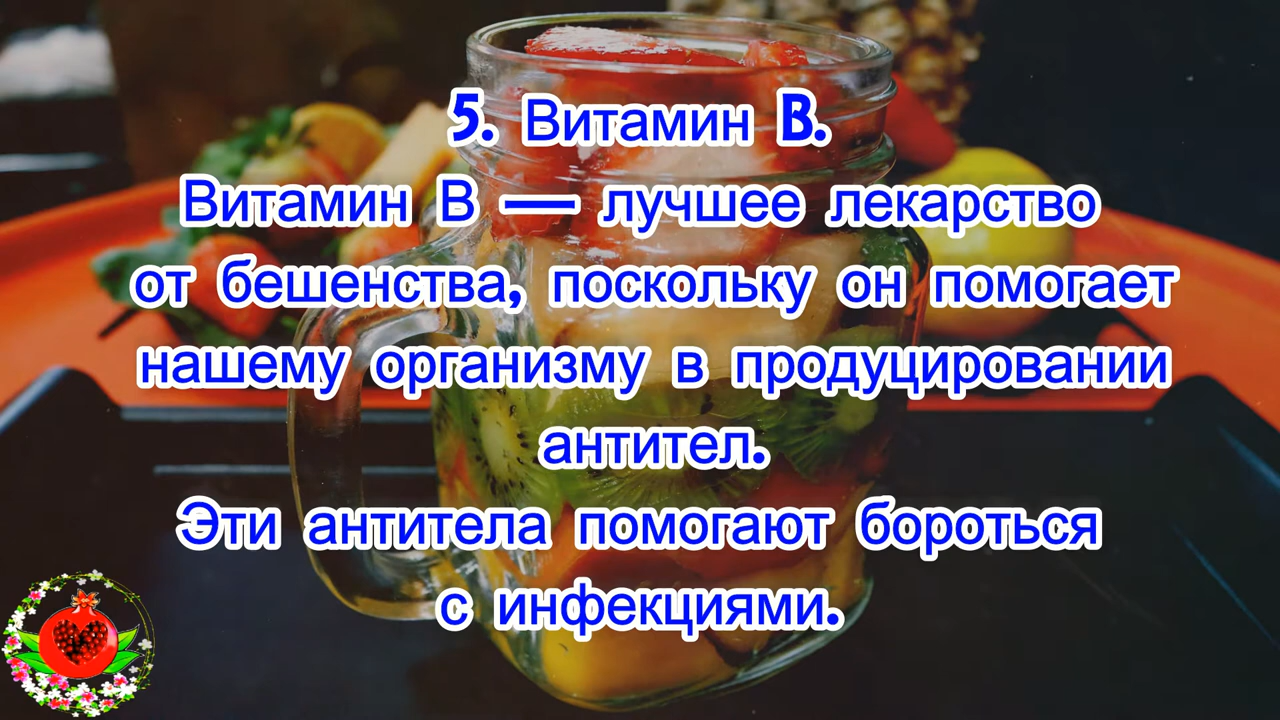 5. Витамин В.
Витамин В — лучшее лекарство
от бешенства, поскольку он помогает
нашему организму в продуцировании
антител.
Эти антитела помогают бороться
с инфекциями.